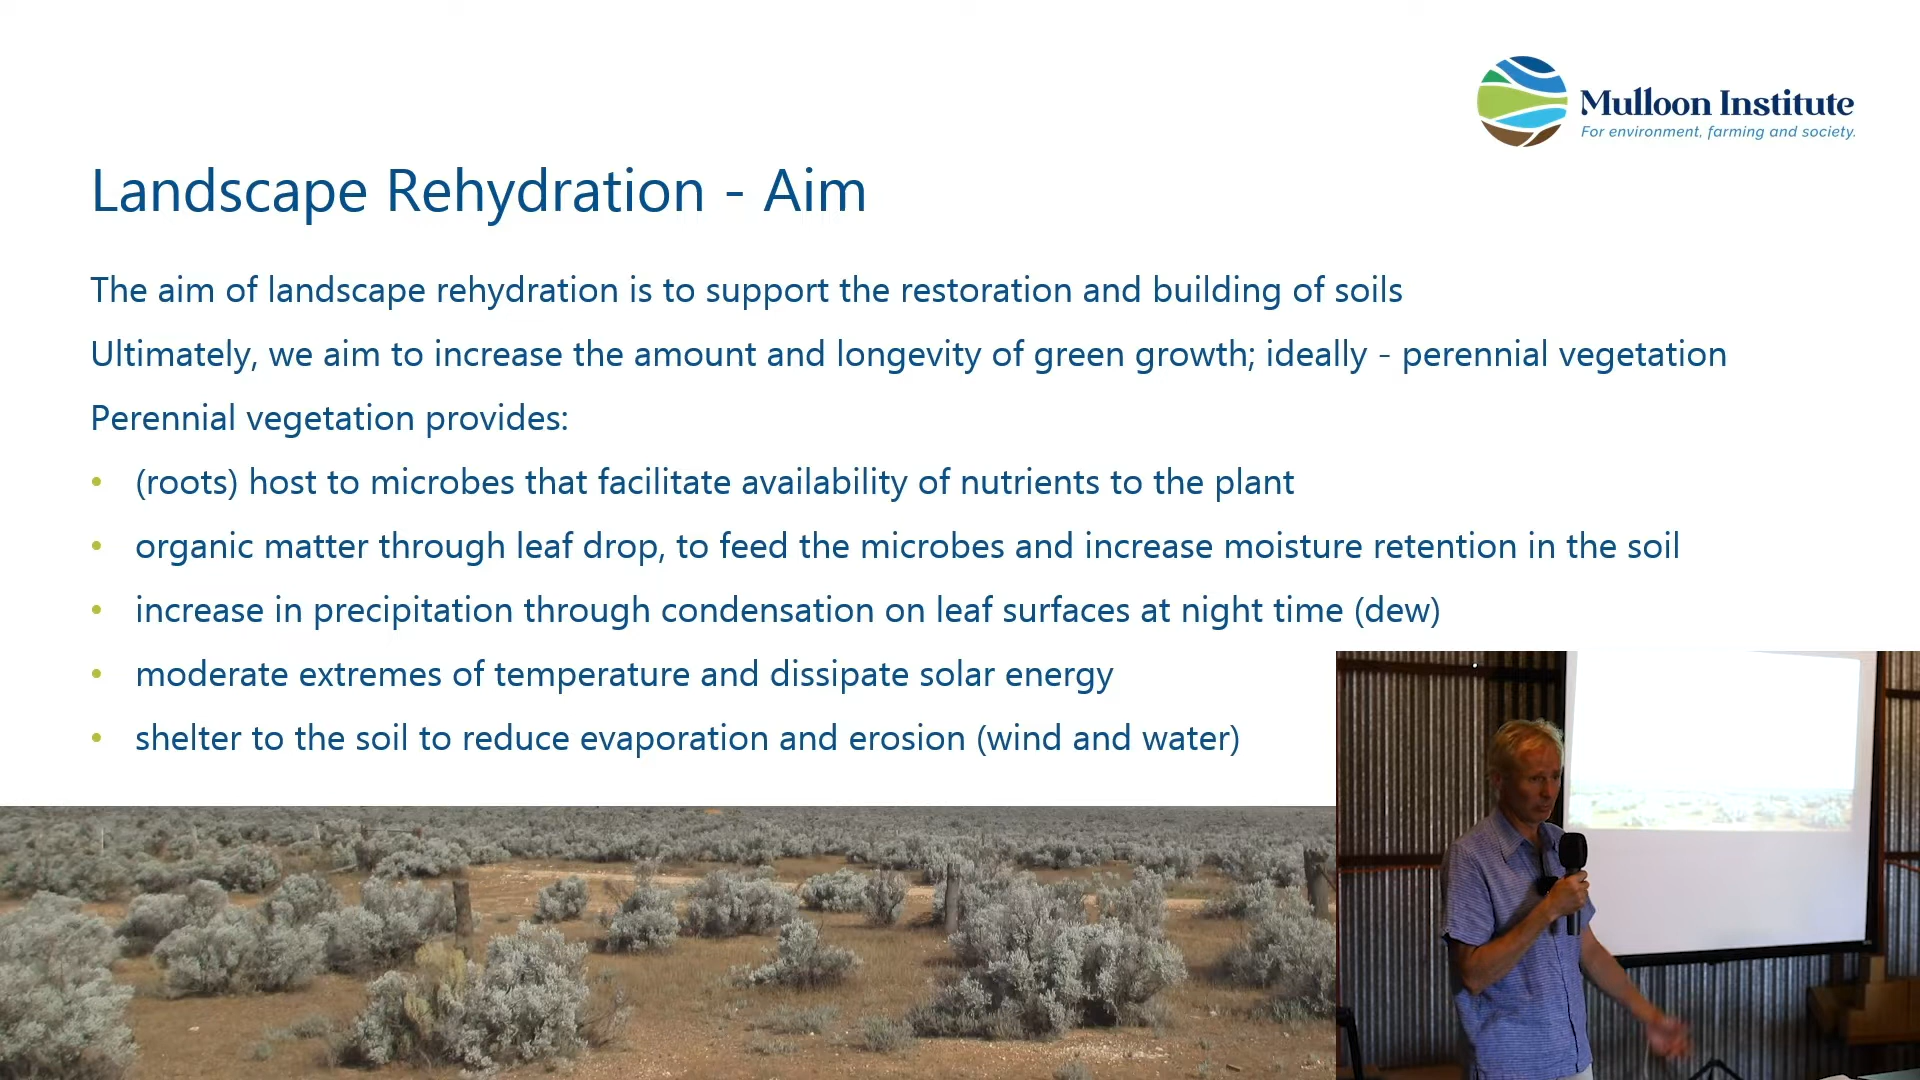 Mulloon Institute
For environment, farming and society.
Landscape Rehydration - Aim
The aim of landscape rehydration is to support the restoration and building of soils
Ultimately, we aim to increase the amount and longevity of green growth; ideally - perennial vegetation
Perennial vegetation provides:
• (roots) host to microbes that facilitate availability of nutrients to the plant
• organic matter through leaf drop, to feed the microbes and increase moisture retention in the soil
• increase in precipitation through condensation on leaf surfaces at night time (dew)
• moderate extremes of temperature and dissipate solar energy
• shelter to the soil to reduce evaporation and erosion (wind and water)